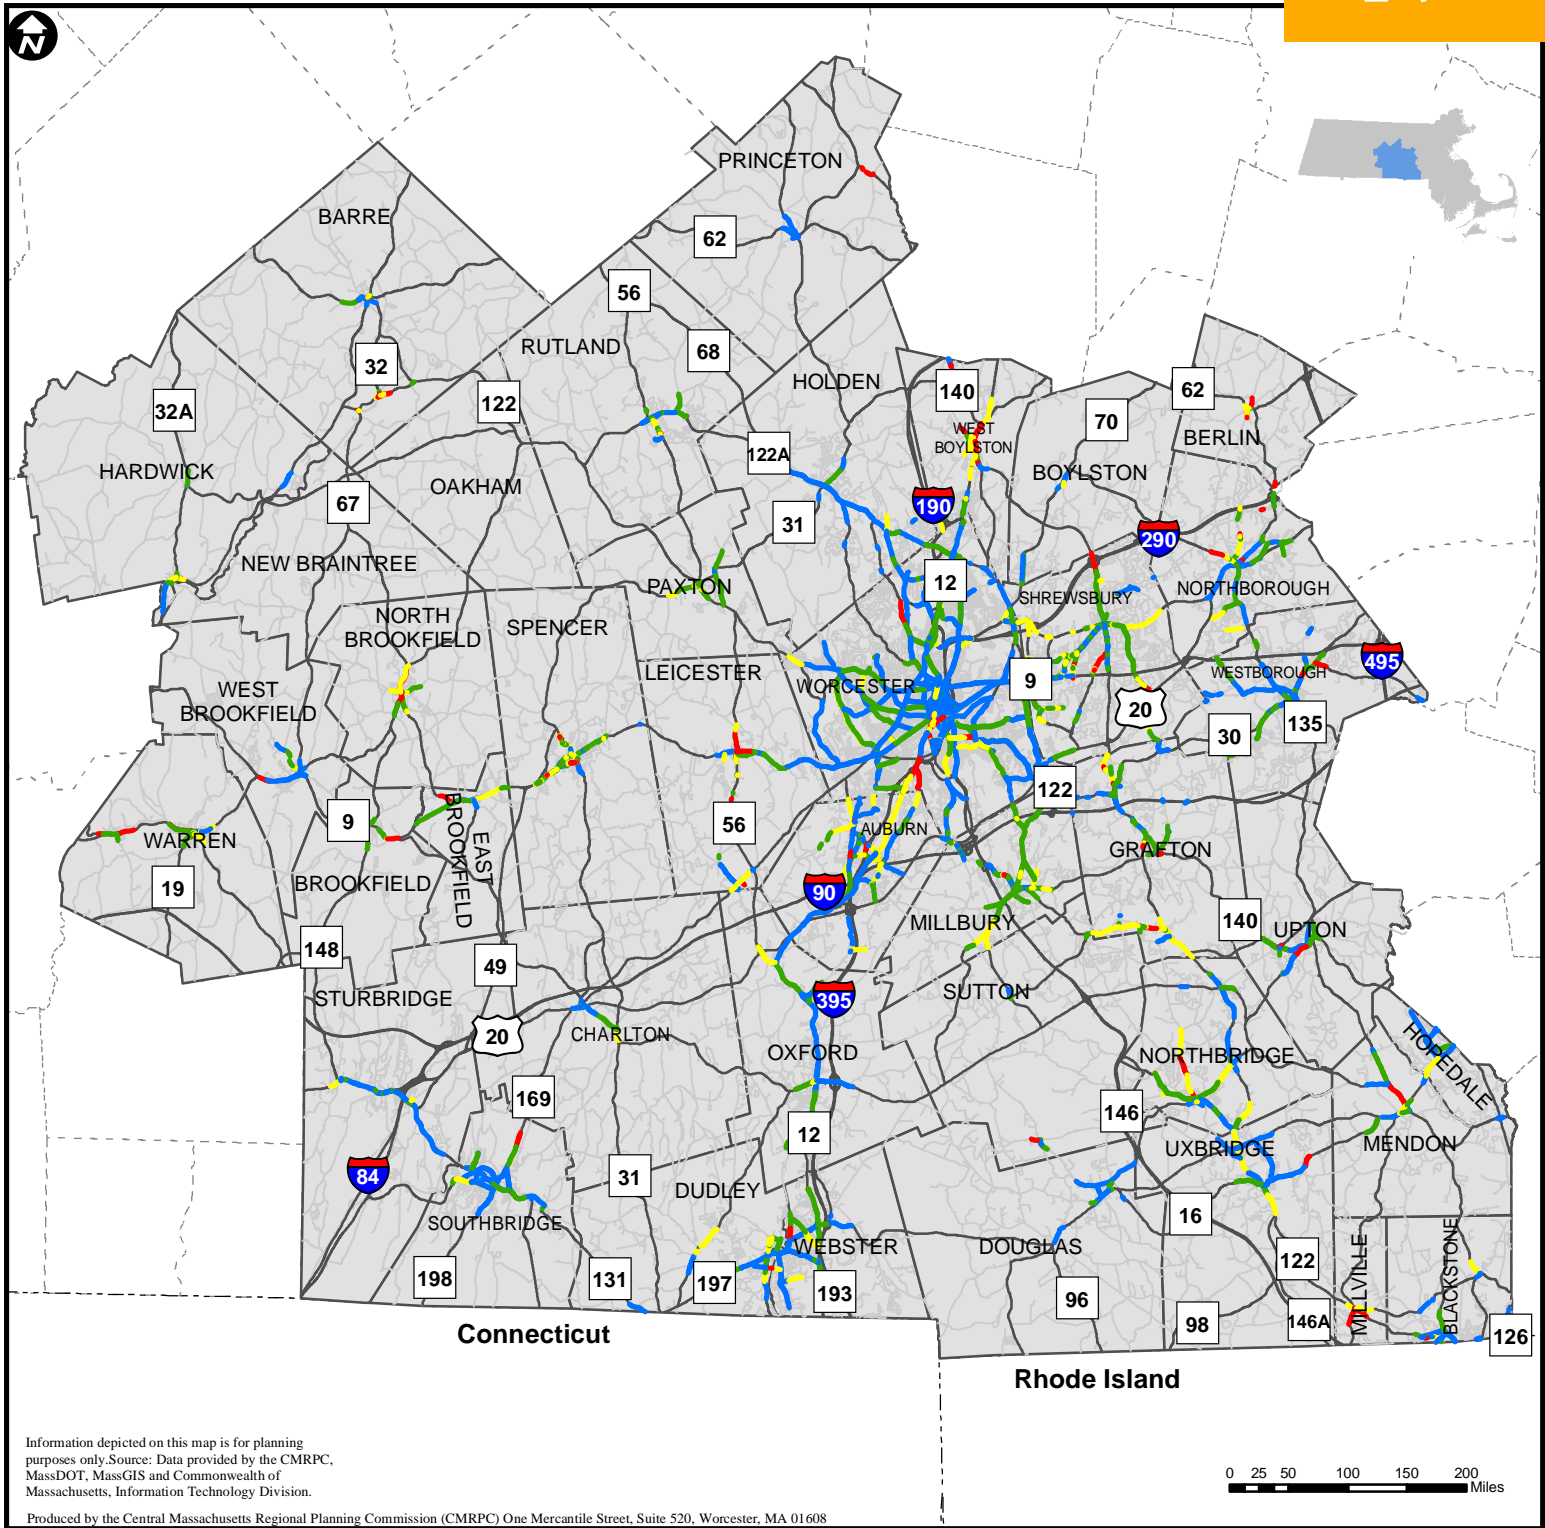 N
PRINCETON
BARRE
62
56
RUTLAND
68
32
HOLDEN
140
62
32A
122
70
WEST
BOYLSTON
BERLIN
122A
HARDWICK
BOYLSTON
OAKHAM
67
190
31
290
NEW BRAINTREE
12
PAXTON
SHREWSBURY
NORTHBOROUGH
NORTH
BROOKFIELD
SPENCER
495
LEICESTER
WORCESTER
9
WESTBOROUGH
WEST
BROOKFIELD
20
30
135
122
9
56
AUBURN
WARREN
EAST
BROOKFIELD
GRAFTON
19
BROOKFIELD
90
MILLBURY
140
UPTON
148
49
STURBRIDGE
395
SUTTON
20
CHARLTON
OXFORD
NORTHBRIDGE
HOPEDALE
169
146
12
UXBRIDGE
MENDON
84
31
DUDLEY
16
SOUTHBRIDGE
WEBSTER
DOUGLAS
122
MILLVILLE
BLACKSTONE
198
131
197
193
96
98
146A
126
Connecticut
Rhode Island
Information depicted on this map is for planning
purposes only.Source: Data provided by the CMRPC,
MassDOT, MassGIS and Commonwealth of
Massachusetts, Information Technology Division.
0 25 50 100 150 200
Miles
Produced by the Central Massachusetts Regional Planning Commission (CMRPC) One Mercantile Street, Suite 520, Worcester, MA 01608